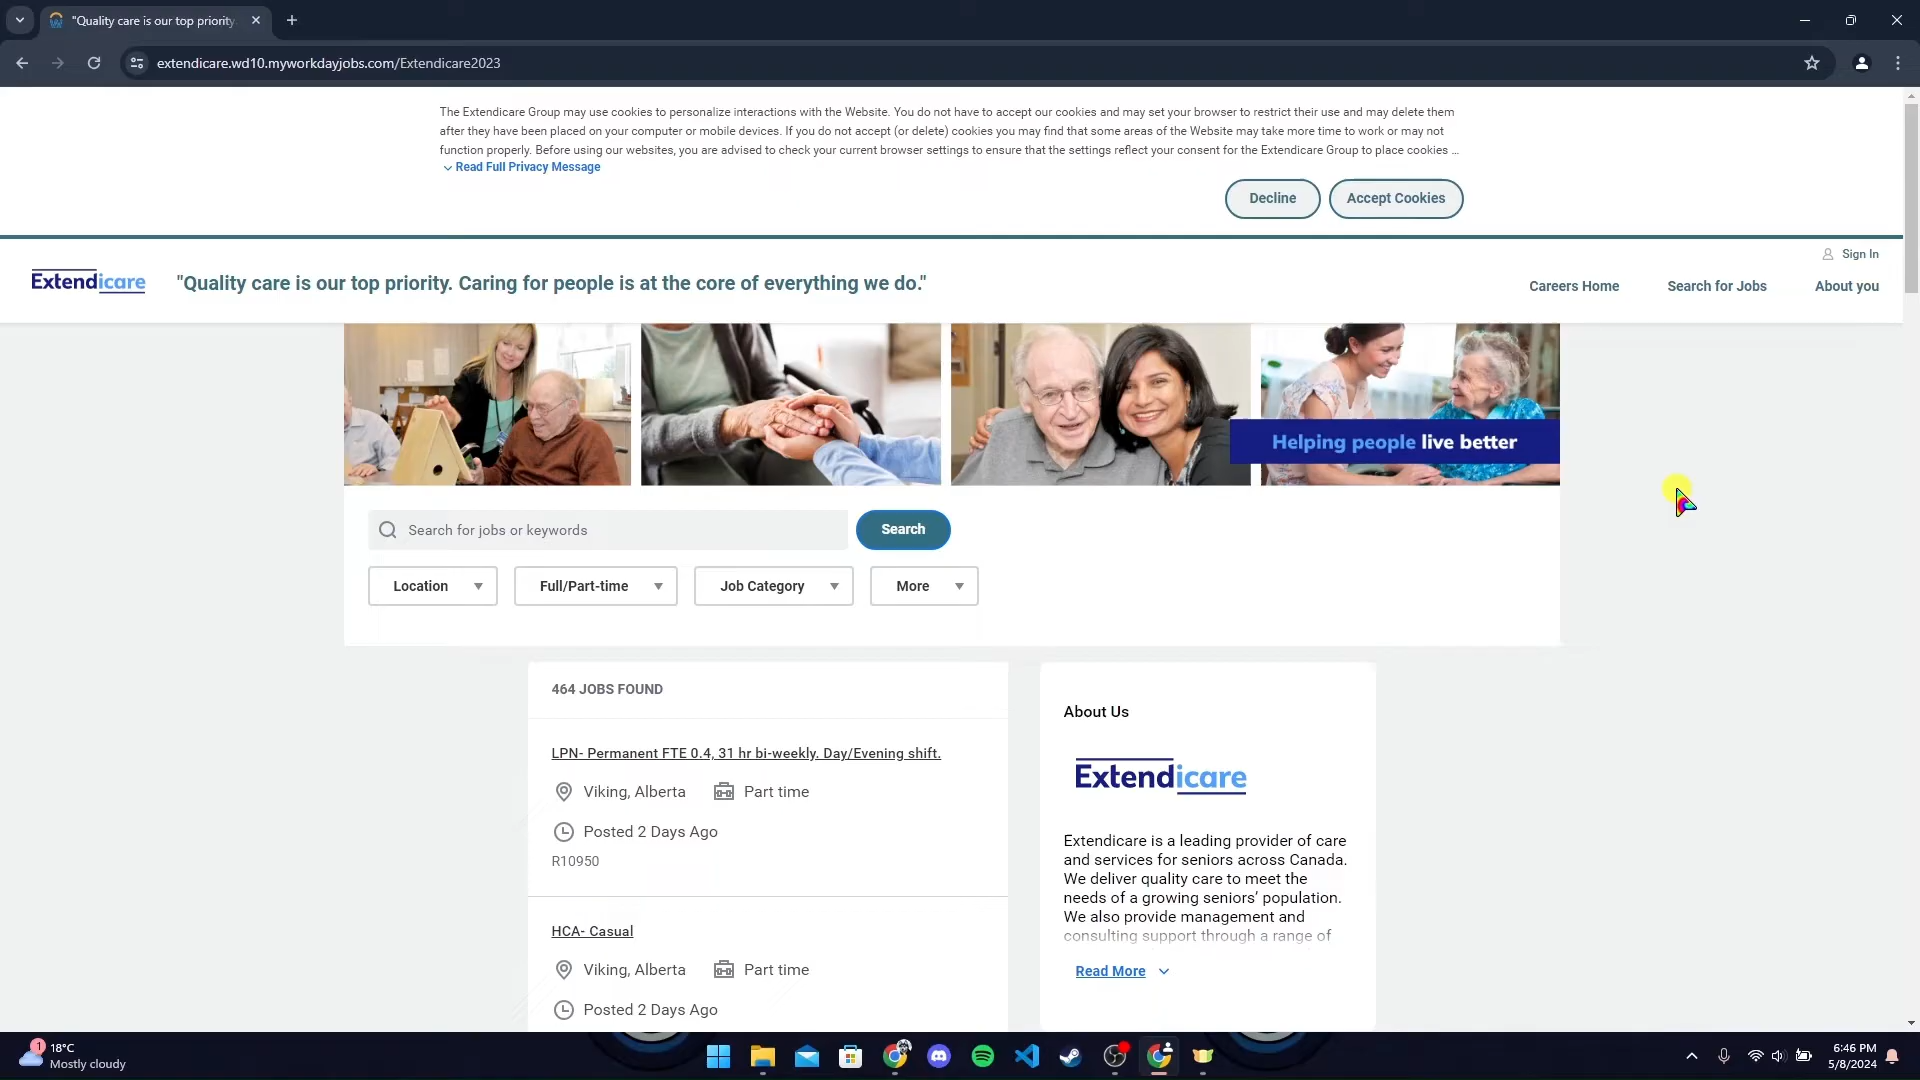 "Quality care is our top priority
extendicare.wd10.myworkdayjobs.com/Extendicare2023
The Extendicare Group may use cookies to personalize interactions with the Website. You do not have to accept our cookies and may set your browser to restrict their use and may delete them
after they have been placed on your computer or mobile devices. If you do not accept (or delete) cookies you may find that some areas of the Website may take more time to work or may not
function properly. Before using our websites, you are advised to check your current browser settings to ensure that the settings reflect your consent for the Extendicare Group to place cookies ...
Read Full Privacy Message
Decline
Accept Cookies
Sign In
Extendicare
"Quality care is our top priority. Caring for people is at the core of everything we do."
Careers Home
Search for Jobs
About you
Helping people live better
Search for jobs or keywords
Search
Location
Full/Part-time
Job Category
More
464 JOBS FOUND
LPN- Permanent FTE 0.4, 31 hr bi-weekly. Day/Evening shift.
Viking, Alberta
Part time
Posted 2 Days Ago
R10950
HCA- Casual
Viking, Alberta
Part time
Posted 2 Days Ago
About Us
Extendicare
Extendicare is a leading provider of care
and services for seniors across Canada.
We deliver quality care to meet the
needs of a growing seniors' population.
We also provide management and
consulting support through a range of
Read More
1
18°C
Mostly cloudy
6:46 PM
5/8/2024